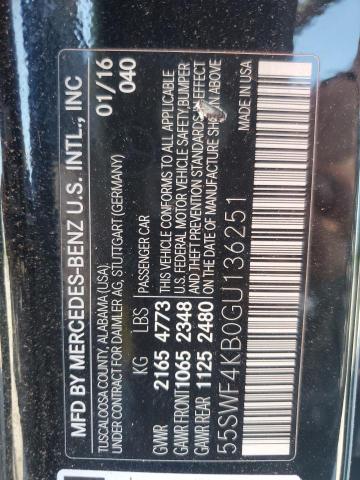 MFD BY MERCEDES-BENZ U.S. INTL., INC
TUSCALOOSA COUNTY, ALABAMA (USA),
UNDER CONTRACT FOR DAIMLER AG, STUTTGART (GERMANY)
01/16
040
KG LBS
GVWR 2165 4773
GAWR FRONT 1065 2348
GAWR REAR 1125 2480
PASSENGER CAR
THIS VEHICLE CONFORMS TO ALL APPLICABLE
U.S. FEDERAL MOTOR VEHICLE SAFETY, BUMPER
AND THEFT PREVENTION STANDARDS IN EFFECT
ON THE DATE OF MANUFACTURE SHOWN ABOVE
55SWF4KB0GU136251
MADE IN USA